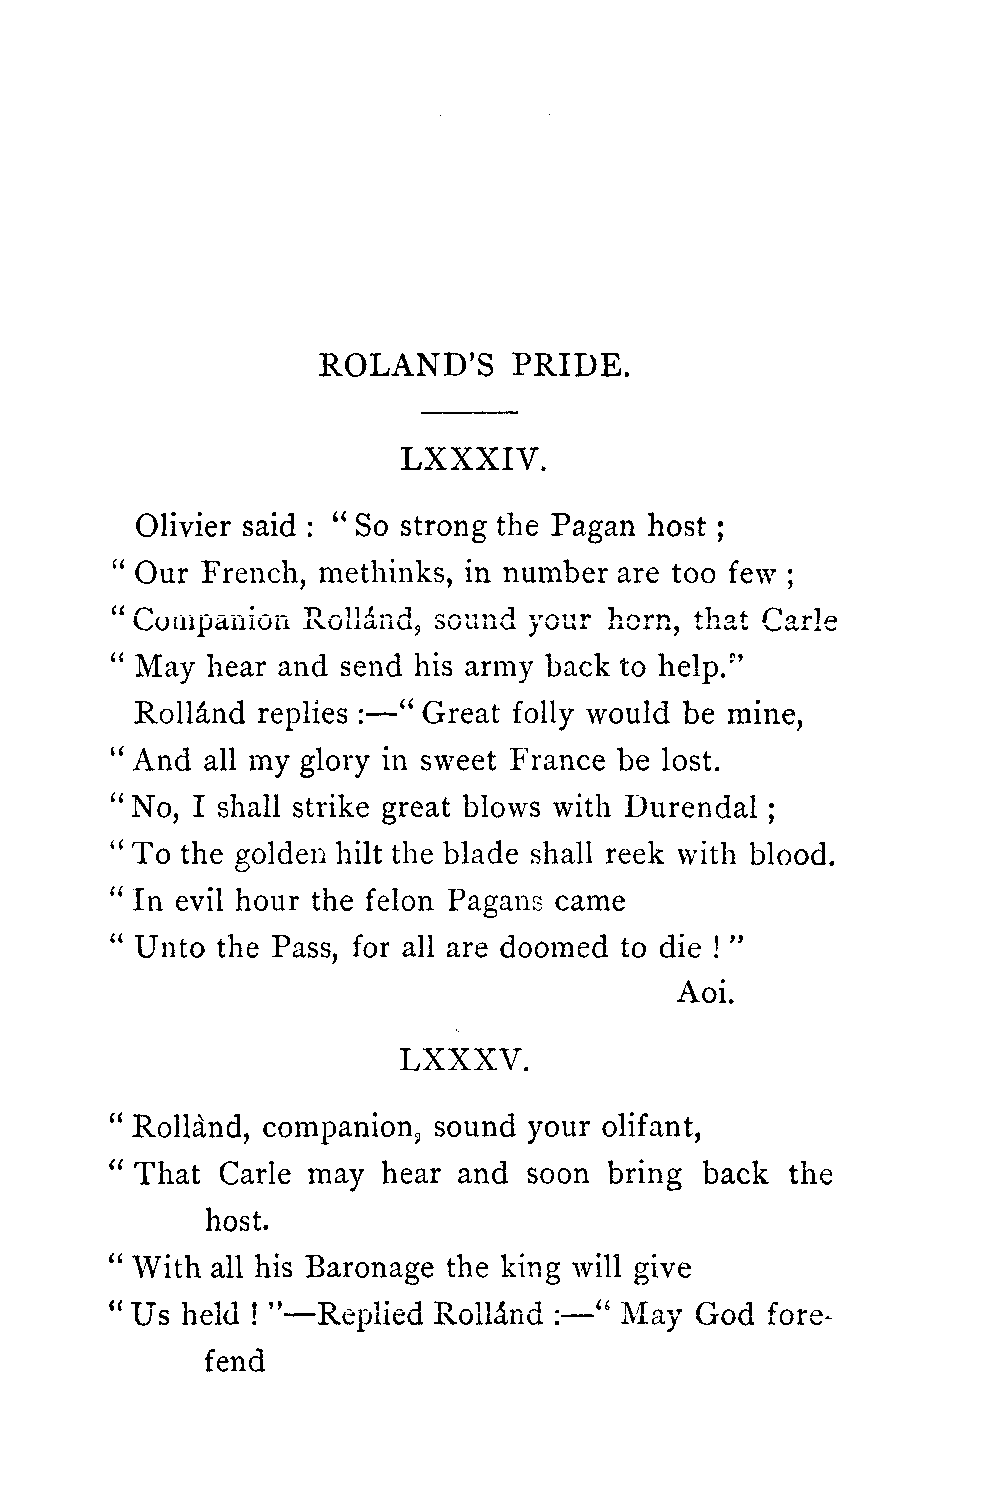 ROLAND'S PRIDE.
LXXXIV.
Olivier said : “ So strong the Pagan host ;
“ Our French, methinks, in number are too few ;
“ Companion Rollánd, sound your horn, that Carle
“ May hear and send his army back to help.”
Rollánd replies :—“ Great folly would be mine,
“ And all my glory in sweet France be lost.
“ No, I shall strike great blows with Durendal ;
“ To the golden hilt the blade shall reek with blood.
“ In evil hour the felon Pagans came
“ Unto the Pass, for all are doomed to die ! ”
Aoi.
LXXXV.
“ Rollànd, companion, sound your olifant,
“ That Carle may hear and soon bring back the
host.
“ With all his Baronage the king will give
“ Us held ! ”—Replied Rollánd :—“ May God fore-
fend